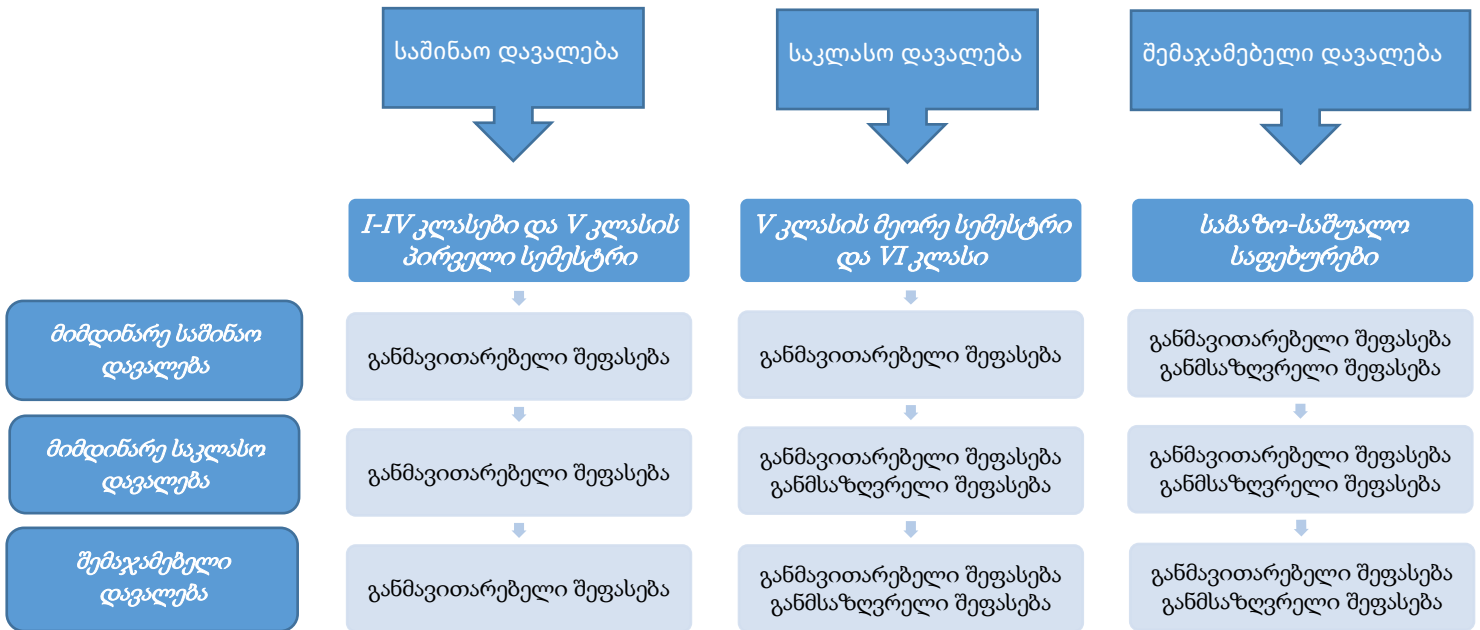 საშინაო დავალება
საკლასო დავალება
შემაჯამებელი დავალება
I-IV კლასები და V კლასის
პირველი სემესტრი
V კლასის მეორე სემესტრი
და VI კლასი
საბაზო-საშუალო
საფეხურები
მიმდინარე საშინაო
დავალება
განმავითარებელი შეფასება
განმავითარებელი შეფასება
განმავითარებელი შეფასება
განმსაზღვრელი შეფასება
მიმდინარე საკლასო
დავალება
განმავითარებელი შეფასება
განმავითარებელი შეფასება
განმსაზღვრელი შეფასება
განმავითარებელი შეფასება
განმსაზღვრელი შეფასება
შემაჯამებელი
დავალება
განმავითარებელი შეფასება
განმავითარებელი შეფასება
განმსაზღვრელი შეფასება
განმავითარებელი შეფასება
განმსაზღვრელი შეფასება